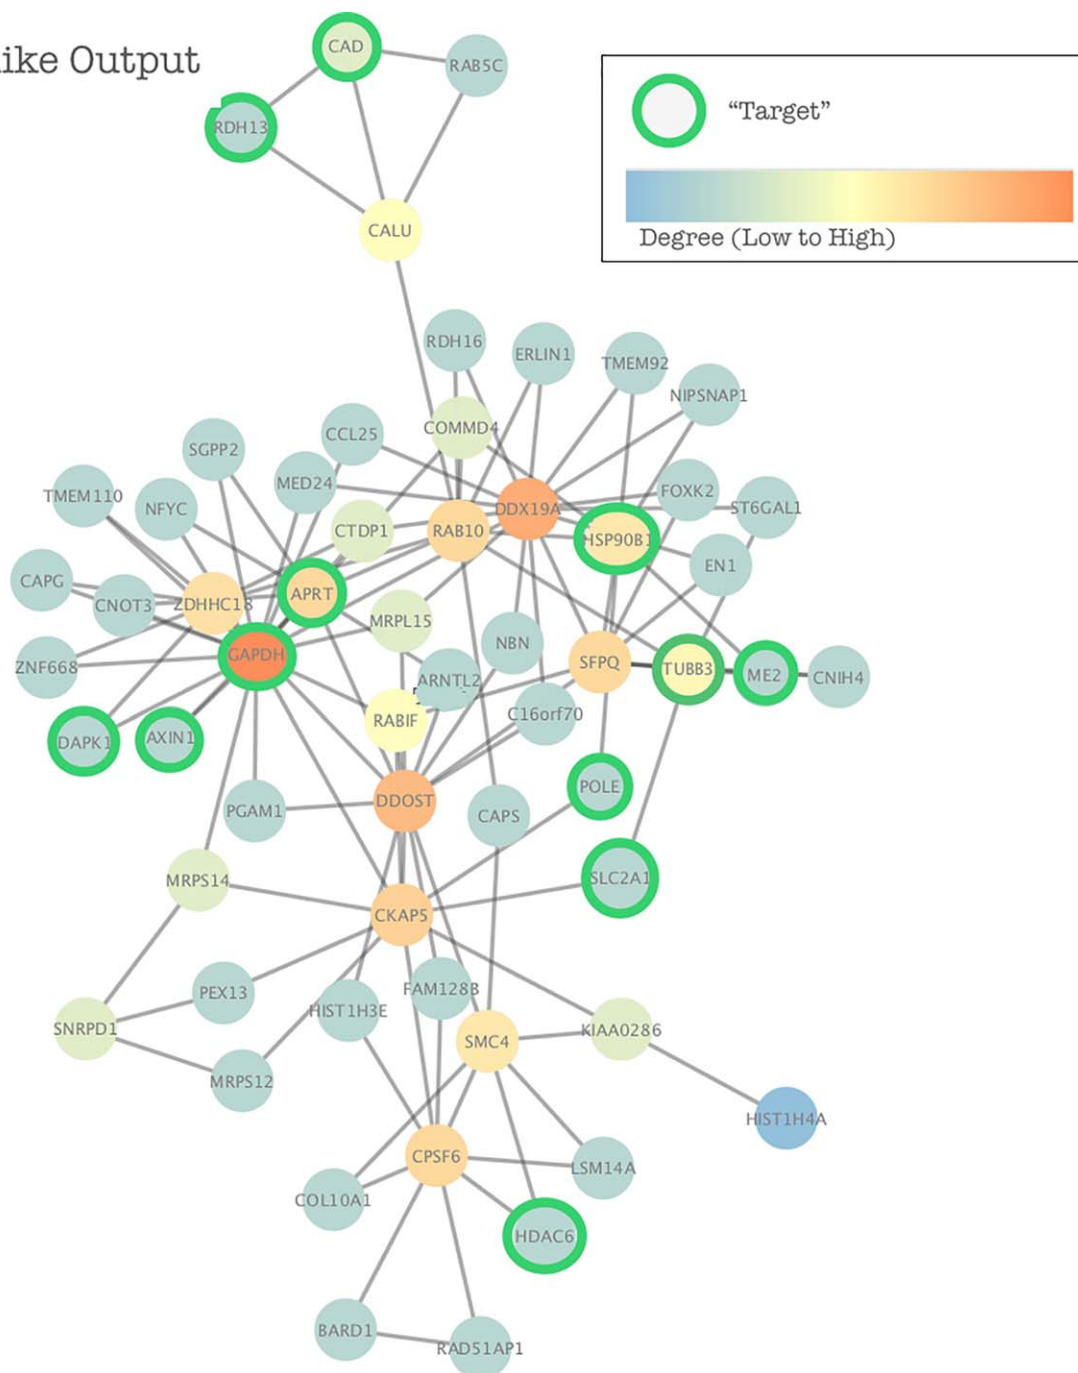 ike Output
CAD
RAB5C
"Target"
RDH13
CALU
Degree (Low to High)
RDH16
ERLIN1
TMEM92
NIPSNAP1
COMMD4
CCL25
SGPP2
MED24
TMEM110
NFYC
FOXK2
ST6GAL1
DDX19A
CTDP1
RAB10
HSP90B1
EN1
CAPG
CNOT3
ZDHHC18
APRT
MRPL15
NBN
GAPDH
ZNF668
SFPQ
TUBB3
ME2
CNIH4
ARNTL2
RABIF
C16orf70
DAPK1
AXIN1
POLE
DDOST
PGAM1
CAPS
MRPS14
SLC2A1
CKAP5
PEX13
FAM128B
HIST1H3E
SNRPD1
SMC4
KIAA0286
MRPS12
HIST1H4A
CPSF6
LSM14A
COL10A1
HDAC6
BARD1
RAD51AP1